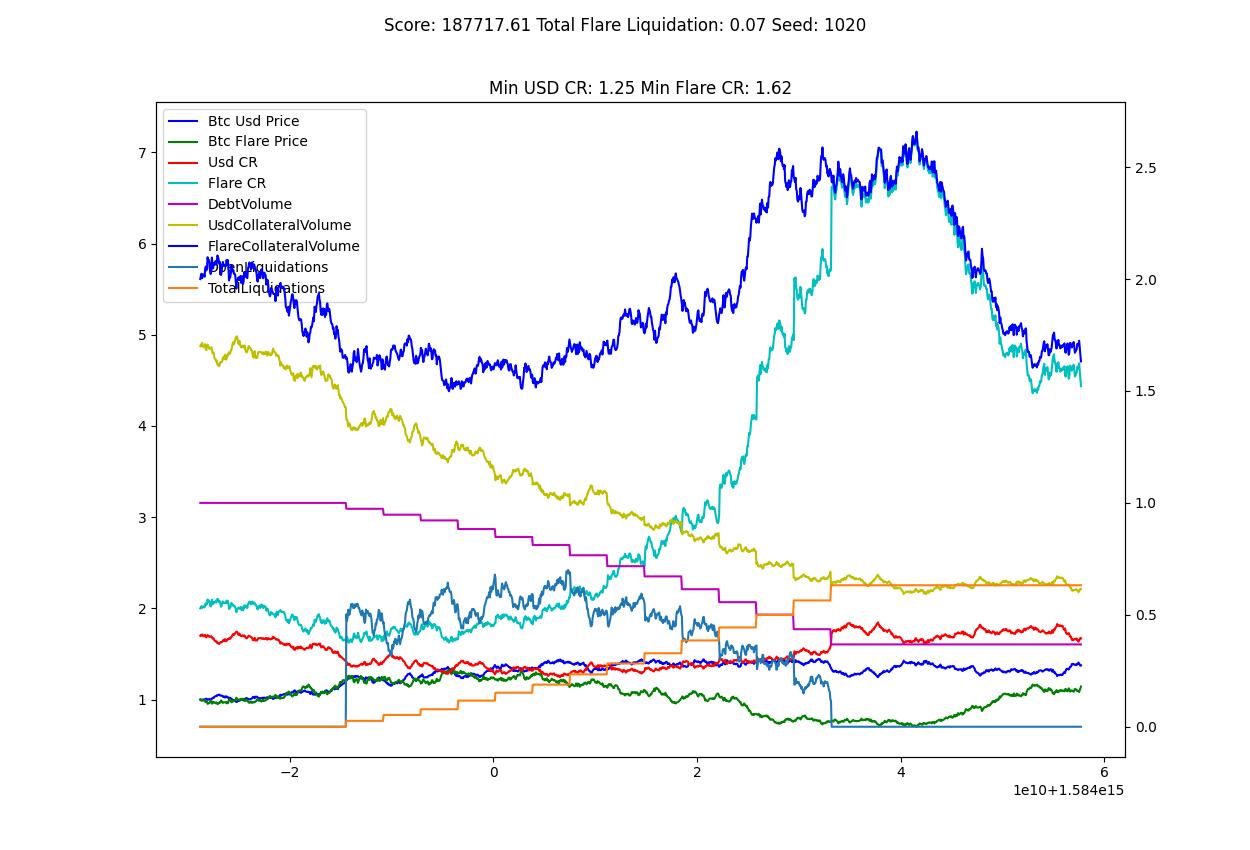 Score: 187717.61 Total Flare Liquidation: 0.07 Seed: 1020
Min USD CR: 1.25 Min Flare CR: 1.62
Btc Usd Price
Btc Flare Price
Usd CR
Flare CR
DebtVolume
UsdCollateralVolume
FlareCollateralVolume
OpenLiquidations
TotalLiquidations
7
6
5
4
3
2
1
2.5
2.0
1.5
1.0
0.5
0.0
−2
0
2
4
6
1e10+1.584e15